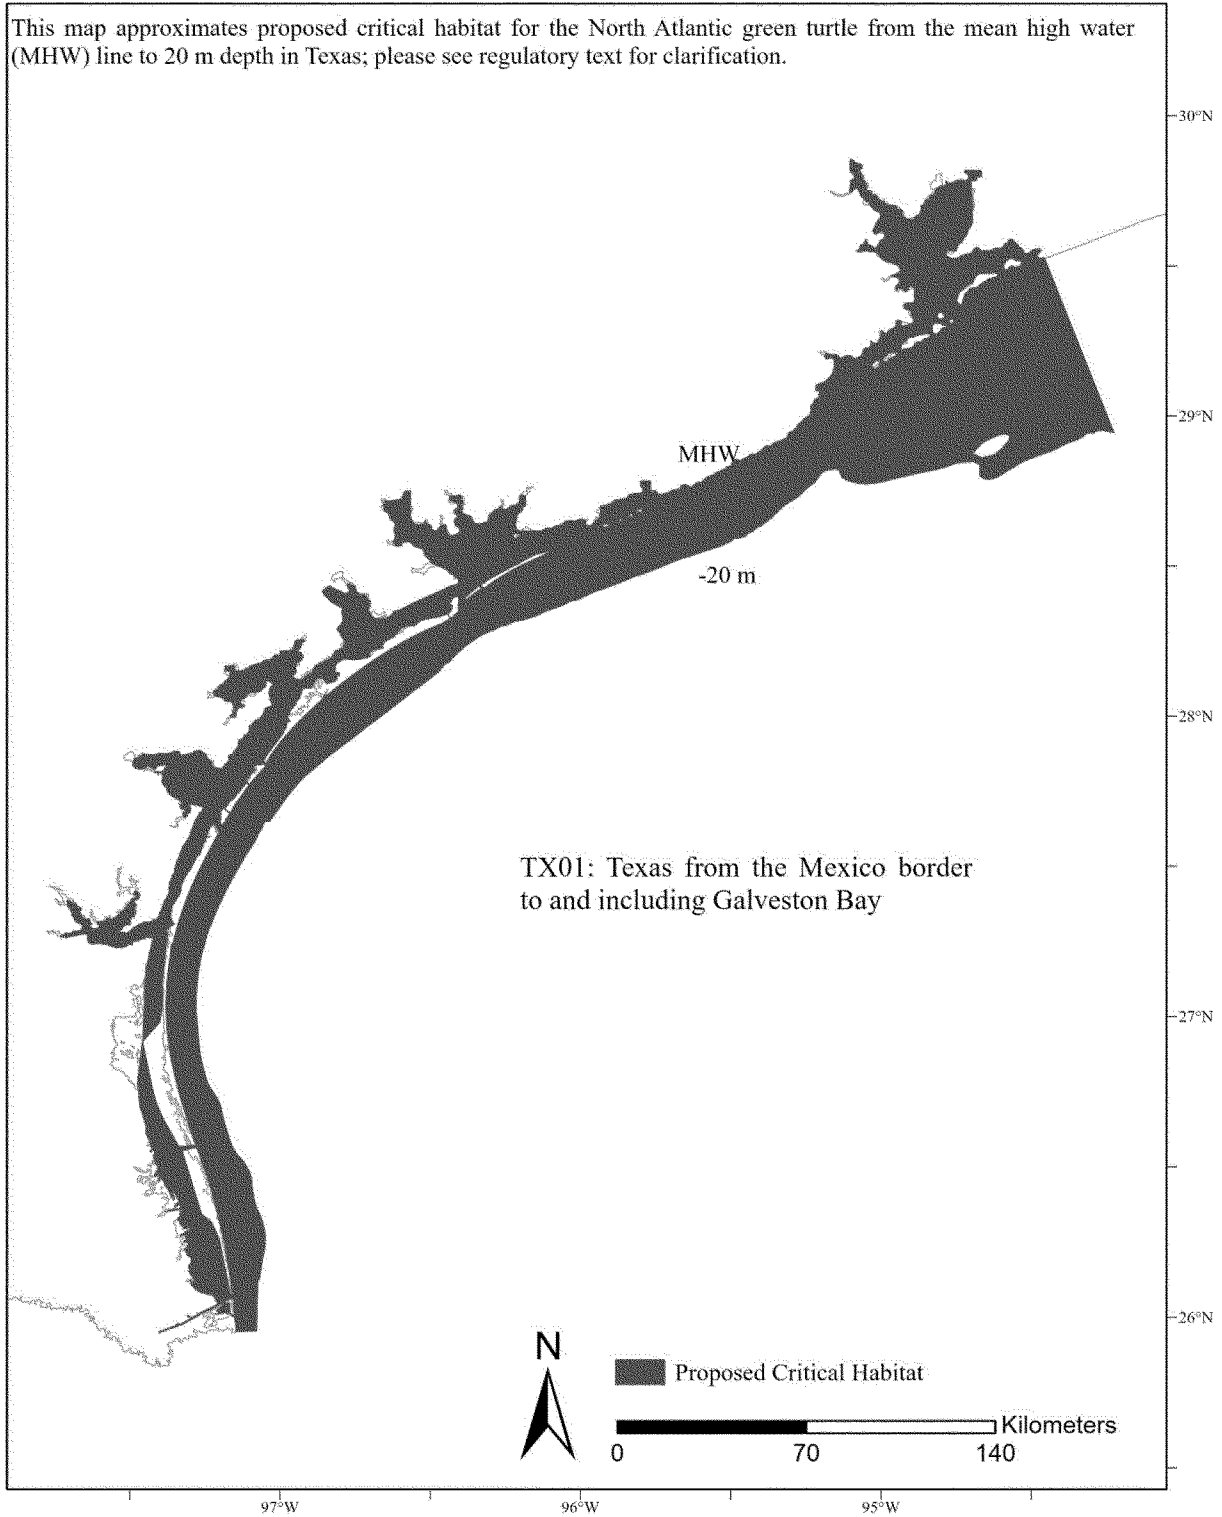 This map approximates proposed critical habitat for the North Atlantic green turtle from the mean high water
(MHW) line to 20 m depth in Texas; please see regulatory text for clarification.
30°N
29°N
MHW
-20 m
28°N
TX01: Texas from the Mexico border
to and including Galveston Bay
27°N
26°N
N
Proposed Critical Habitat
Kilometers
0 70 140
97°W 96°W 95°W